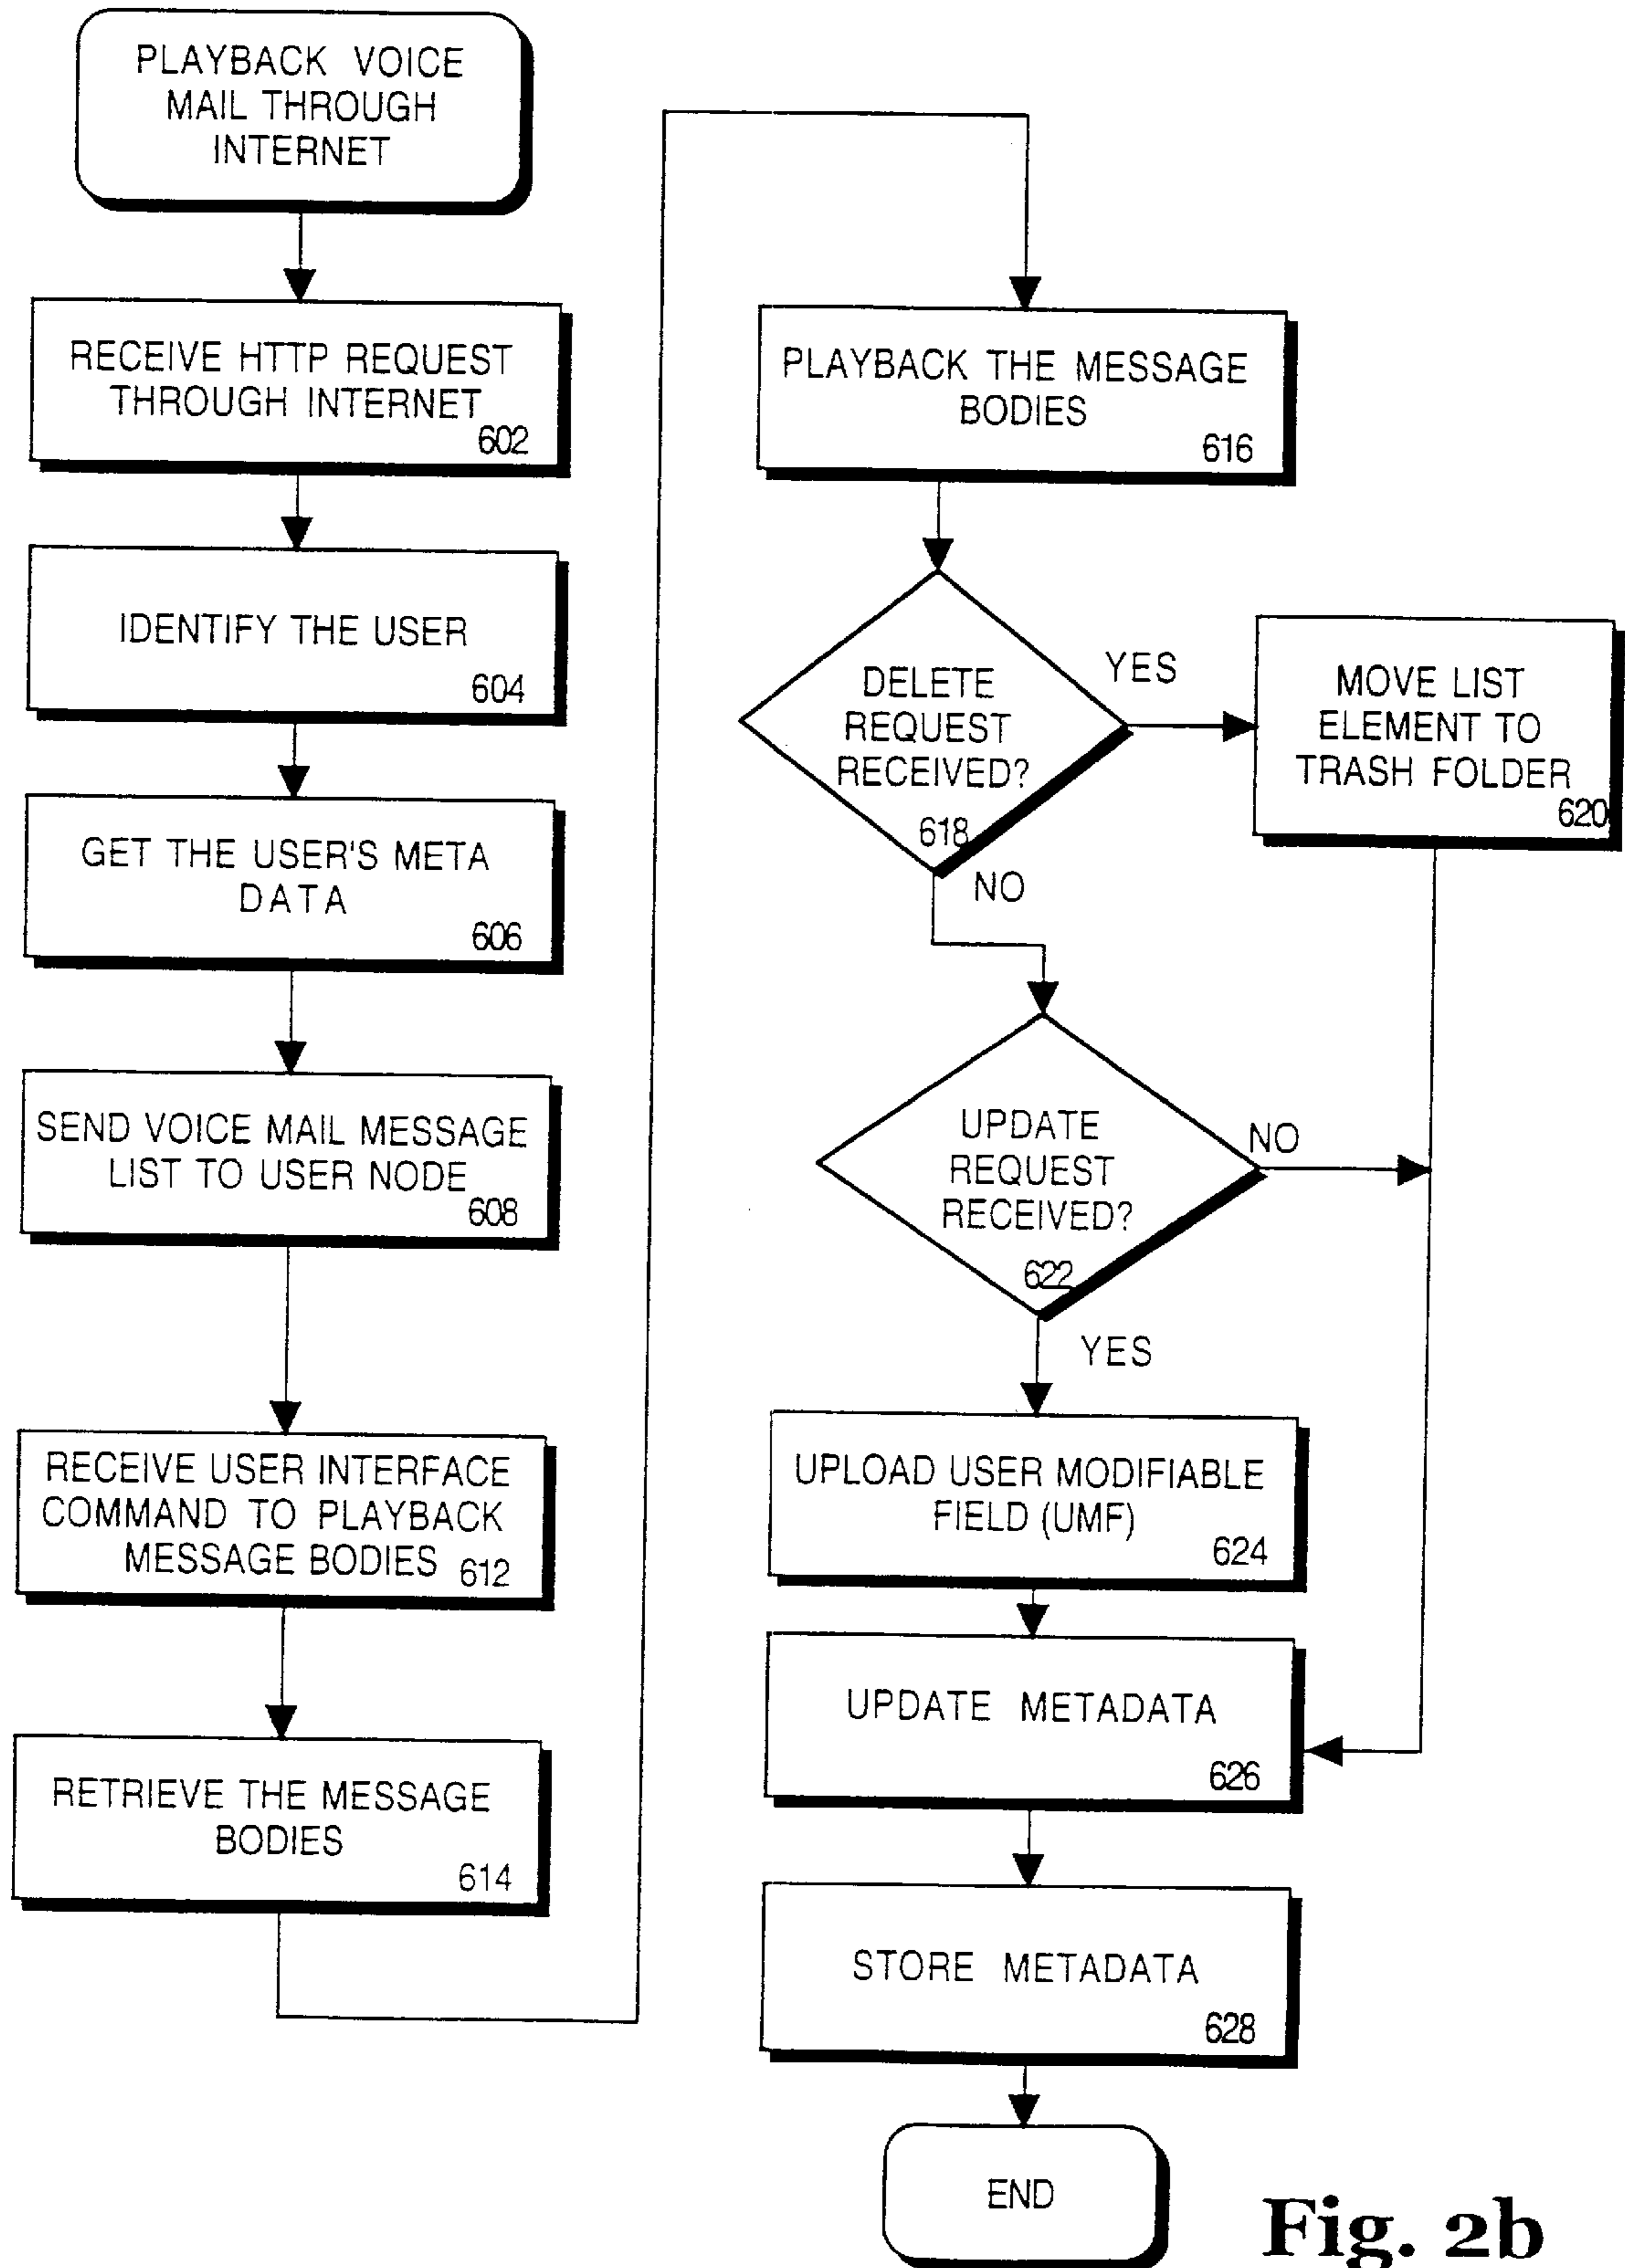 PLAYBACK VOICE
MAIL THROUGH
INTERNET
RECEIVE HTTP REQUEST
THROUGH INTERNET
602
IDENTIFY THE USER
604
GET THE USER'S META
DATA
606
SEND VOICE MAIL MESSAGE
LIST TO USER NODE
608
RECEIVE USER INTERFACE
COMMAND TO PLAYBACK
MESSAGE BODIES 612
RETRIEVE THE MESSAGE
BODIES
614
PLAYBACK THE MESSAGE
BODIES
616
DELETE
REQUEST
RECEIVED?
618
YES
MOVE LIST
ELEMENT TO
TRASH FOLDER
620
NO
UPDATE
REQUEST
RECEIVED?
622
NO
YES
UPLOAD USER MODIFIABLE
FIELD (UMF)
624
UPDATE METADATA
626
STORE METADATA
628
END
Fig. 2b